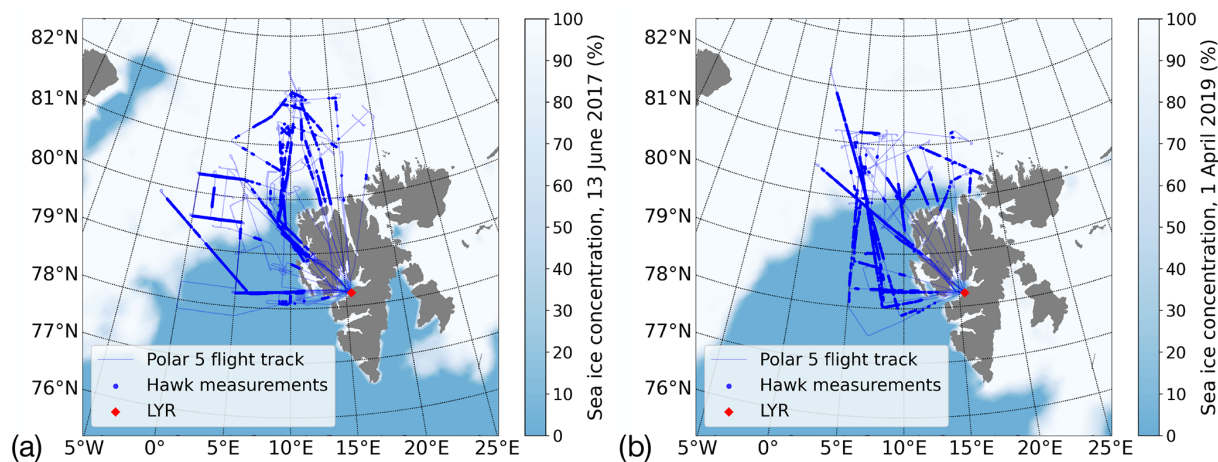 82°N
81°N
80°N
79°N
78°N
77°N
76°N
5°W
0°
5°E
10°E
15°E
20°E
25°E
Polar 5 flight track
Hawk measurements
LYR
100
90
80
70
60
50
40
30
20
10
0
Sea ice concentration, 13 June 2017 (%)
(a)
82°N
81°N
80°N
79°N
78°N
77°N
76°N
5°W
0°
5°E
10°E
15°E
20°E
25°E
Polar 5 flight track
Hawk measurements
LYR
100
90
80
70
60
50
40
30
20
10
0
Sea ice concentration, 1 April 2019 (%)
(b)